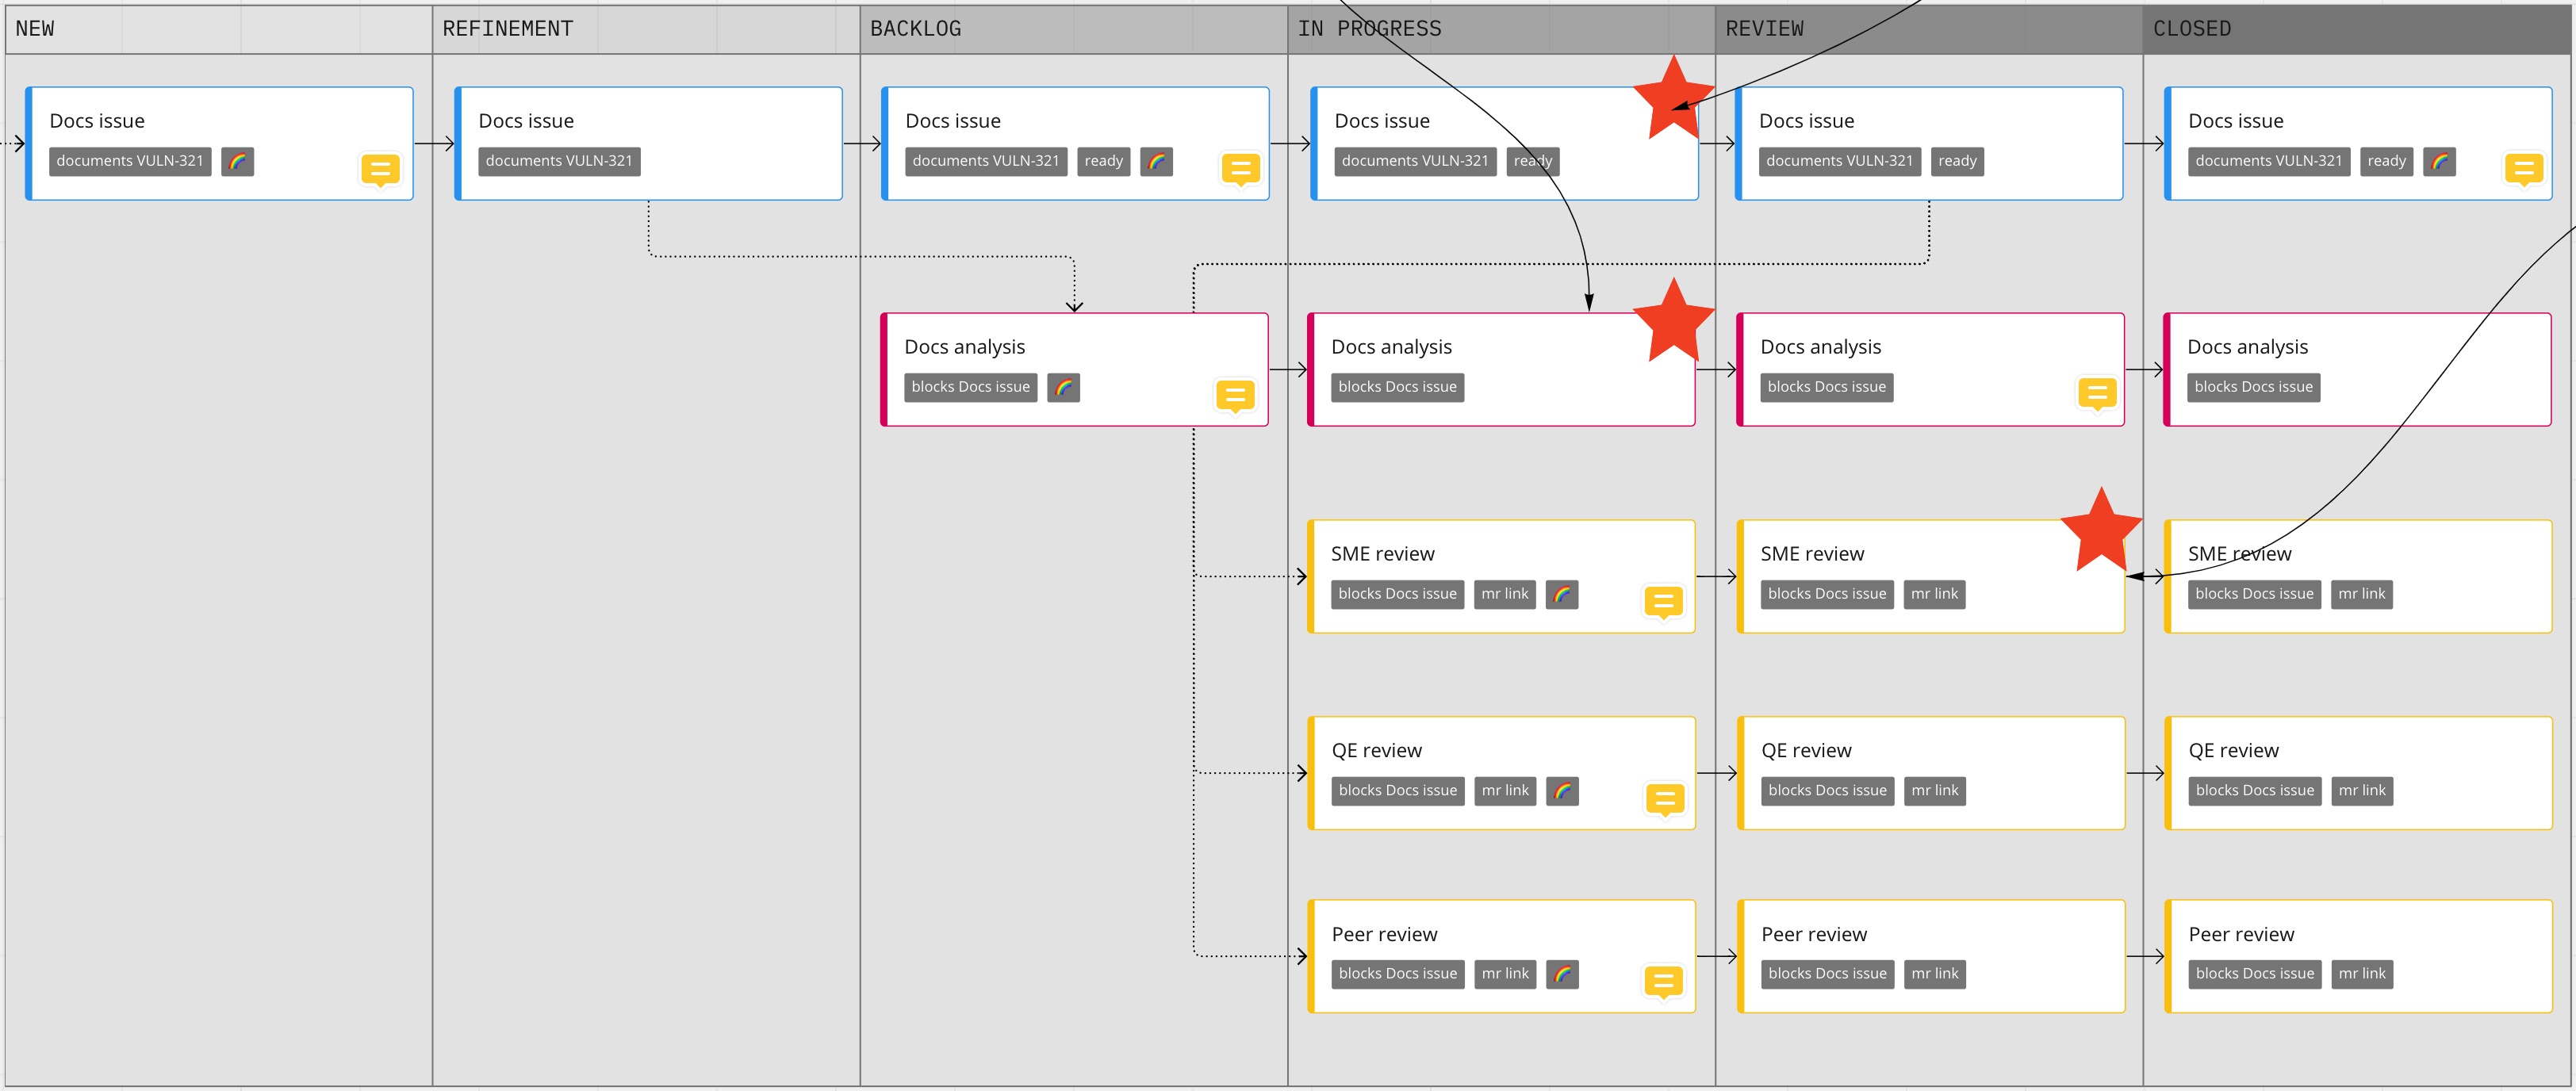 NEW
REFINEMENT
BACKLOG
IN PROGRESS
REVIEW
CLOSED
Docs issue
documents VULN-321
Docs issue
documents VULN-321
Docs issue
documents VULN-321 ready
Docs issue
documents VULN-321 ready
Docs issue
documents VULN-321 ready
Docs issue
documents VULN-321 ready
Docs analysis
blocks Docs issue
Docs analysis
blocks Docs issue
Docs analysis
blocks Docs issue
Docs analysis
blocks Docs issue
SME review
blocks Docs issue mr link
SME review
blocks Docs issue mr link
SME review
blocks Docs issue mr link
QE review
blocks Docs issue mr link
QE review
blocks Docs issue mr link
QE review
blocks Docs issue mr link
Peer review
blocks Docs issue mr link
Peer review
blocks Docs issue mr link
Peer review
blocks Docs issue mr link